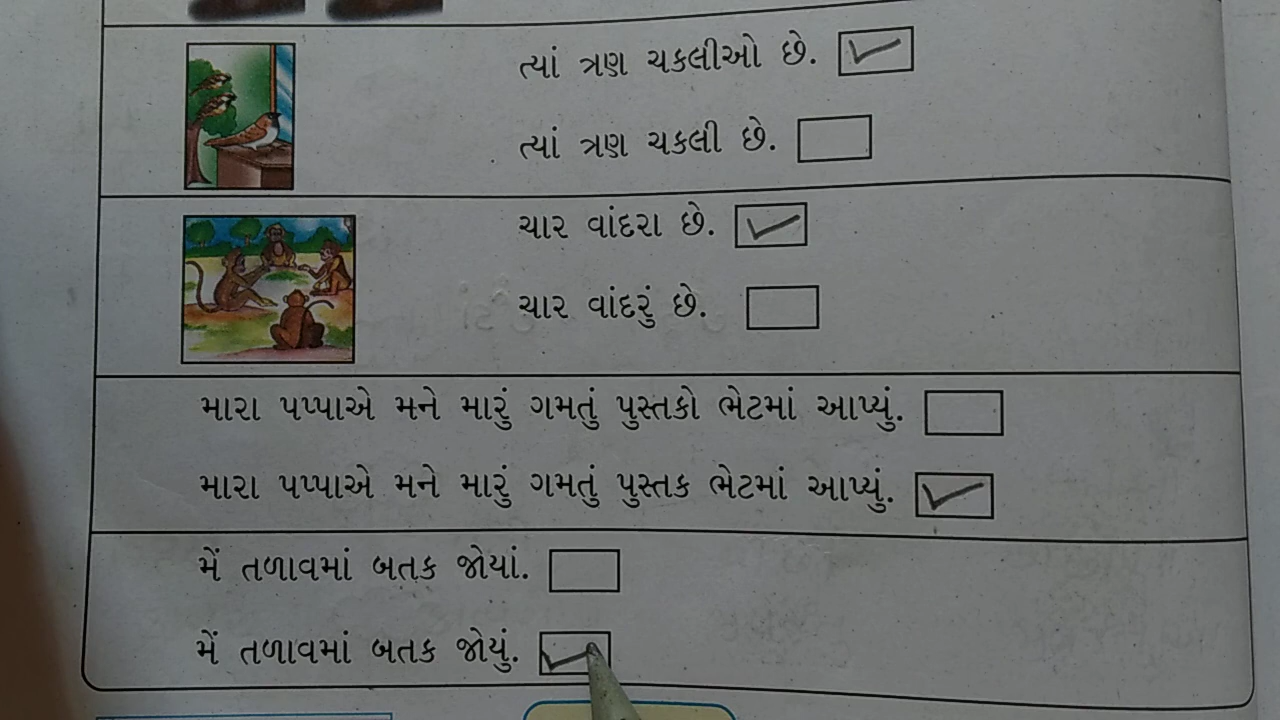 ત્યાં ત્રણ ચકલીઓ છે.
ત્યાં ત્રણ ચકલી છે.
ચાર વાંદરા છે.
ચાર વાંદરું છે.
મારા પપ્પાએ મને મારું ગમતું પુસ્તકો ભેટમાં આપ્યું.
મારા પપ્પાએ મને મારું ગમતું પુસ્તક ભેટમાં આપ્યું.
મેં તળાવમાં બતક જોયાં.
મેં તળાવમાં બતક જોયું.